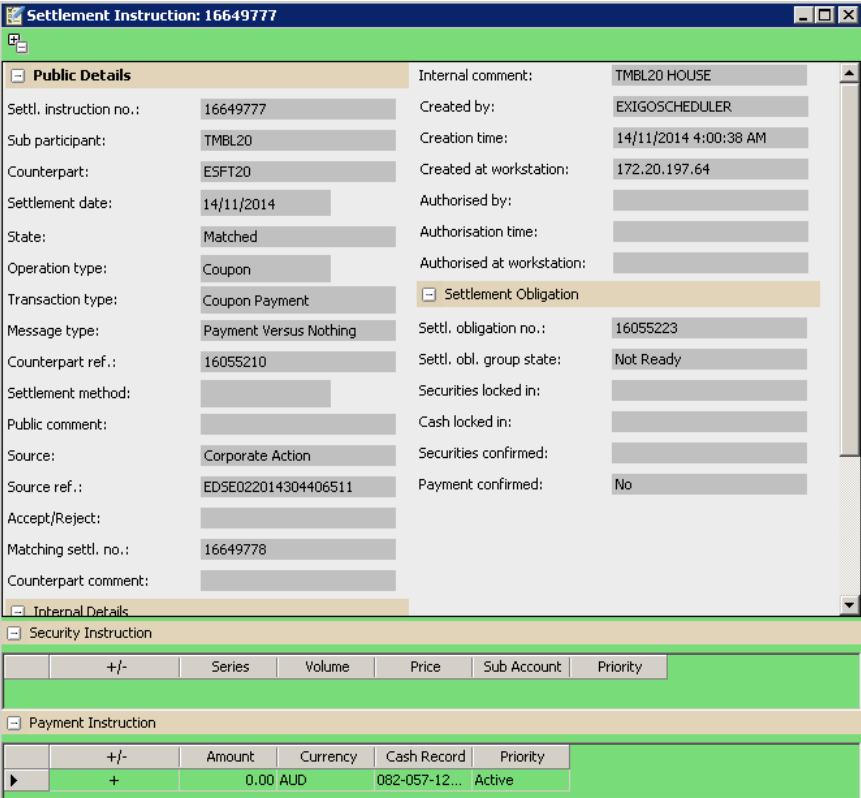 Settlement Instruction: 16649777
Public Details
Settl. instruction no.: 16649777
Sub participant: TMBL20
Counterpart: ESFT20
Settlement date: 14/11/2014
State: Matched
Operation type: Coupon
Transaction type: Coupon Payment
Message type: Payment Versus Nothing
Counterpart ref.: 16055210
Settlement method:
Public comment:
Source: Corporate Action
Source ref.: EDSE022014304406511
Accept/Reject:
Matching settl. no.: 16649778
Counterpart comment:
Internal Details
Internal comment: TMBL20 HOUSE
Created by: EXIGOSCHEDULER
Creation time: 14/11/2014 4:00:38 AM
Created at workstation: 172.20.197.64
Authorised by:
Authorisation time:
Authorised at workstation:
Settlement Obligation
Settl. obligation no.: 16055223
Settl. obl. group state: Not Ready
Securities locked in:
Cash locked in:
Securities confirmed:
Payment confirmed: No
Security Instruction
+/- Series Volume Price Sub Account Priority
Payment Instruction
+/- Amount Currency Cash Record Priority
+ 0.00 AUD 082-057-12... Active